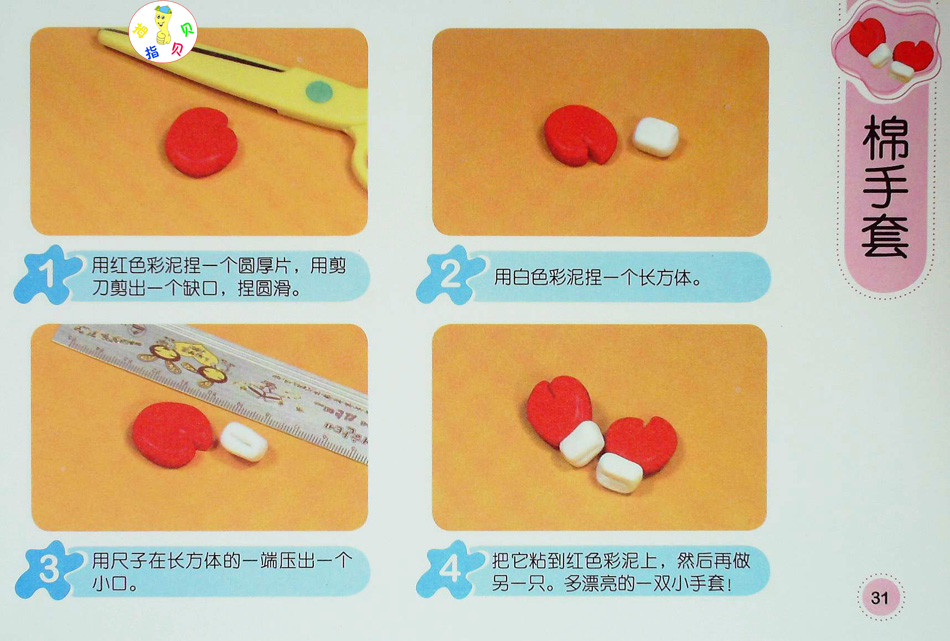 巧
指
贝
贝
棉手套
1
用红色彩泥捏一个圆厚片，用剪
刀剪出一个缺口，捏圆滑。
2
用白色彩泥捏一个长方体。
3
用尺子在长方体的一端压出一个
小口。
4
把它粘到红色彩泥上，然后再做
另一只。多漂亮的一双小手套！
31